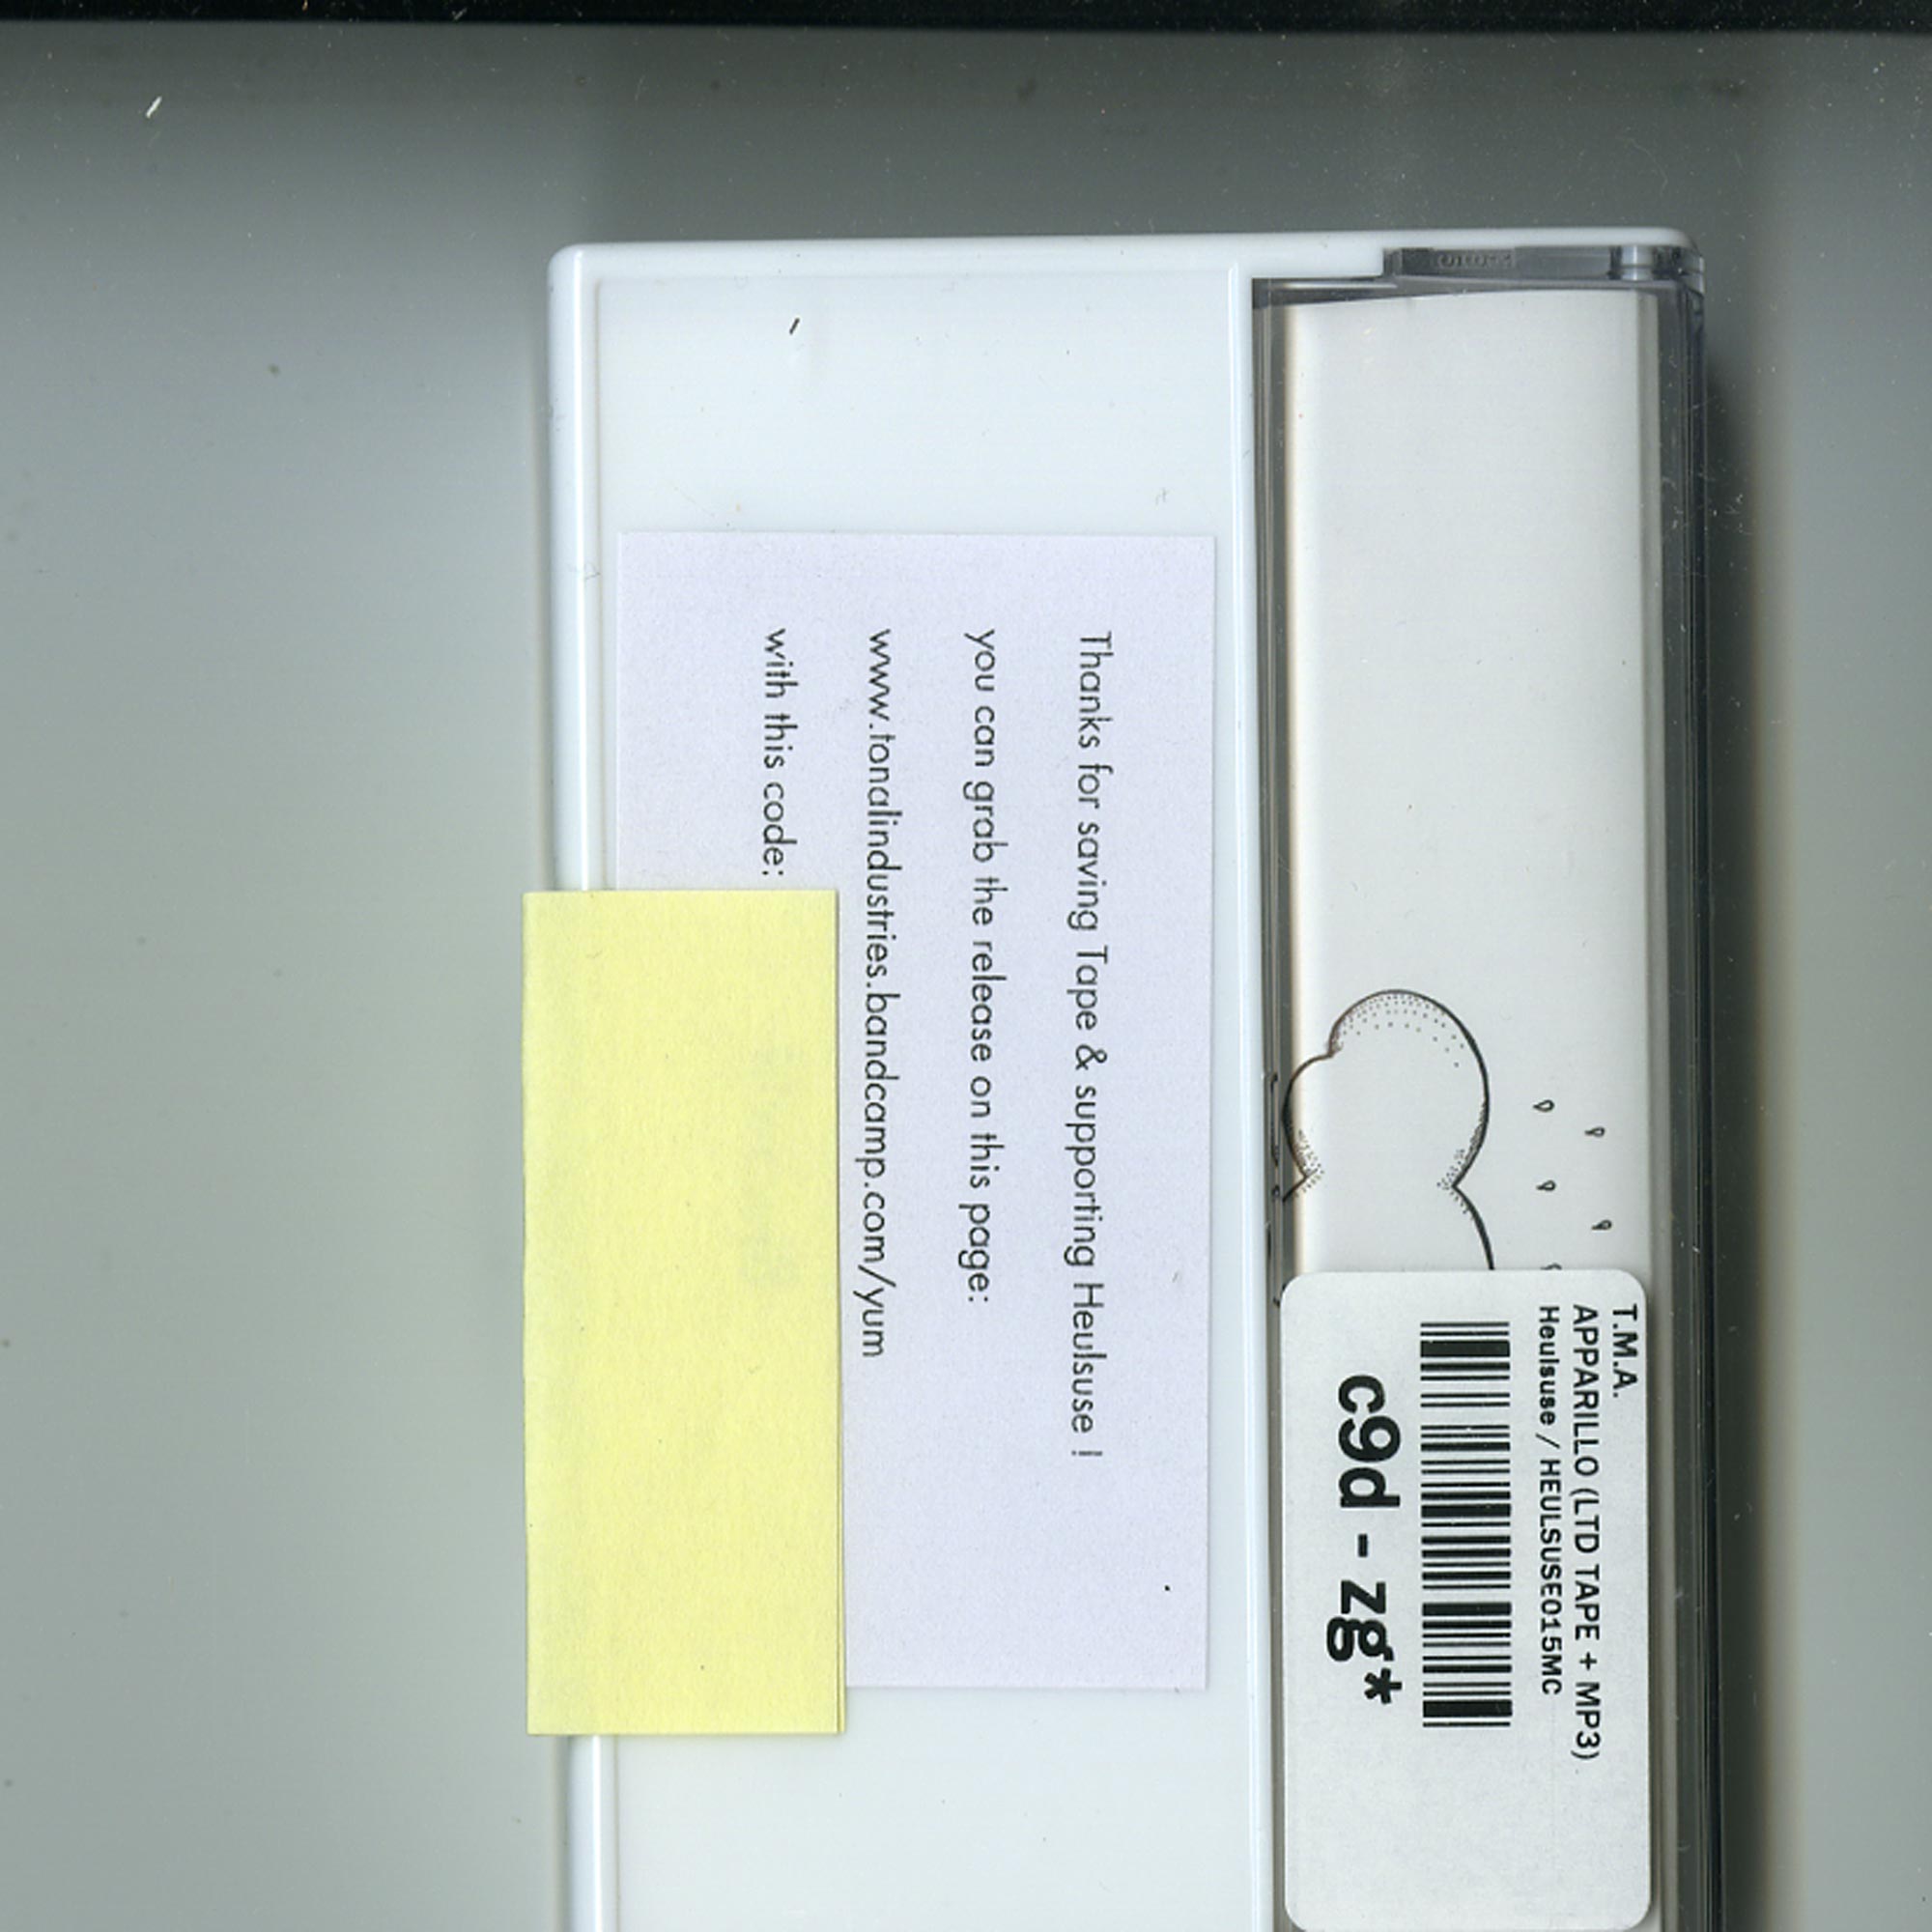 Thanks for saving Tape & supporting Heulsuse !
you can grab the release on this page:
www.tonalindustries.bandcamp.com/yum
with this code:
T.M.A.
APPARILLO (LTD TAPE + MP3)
Heulsuse / HEULSUSE015MC
c9d - zg*